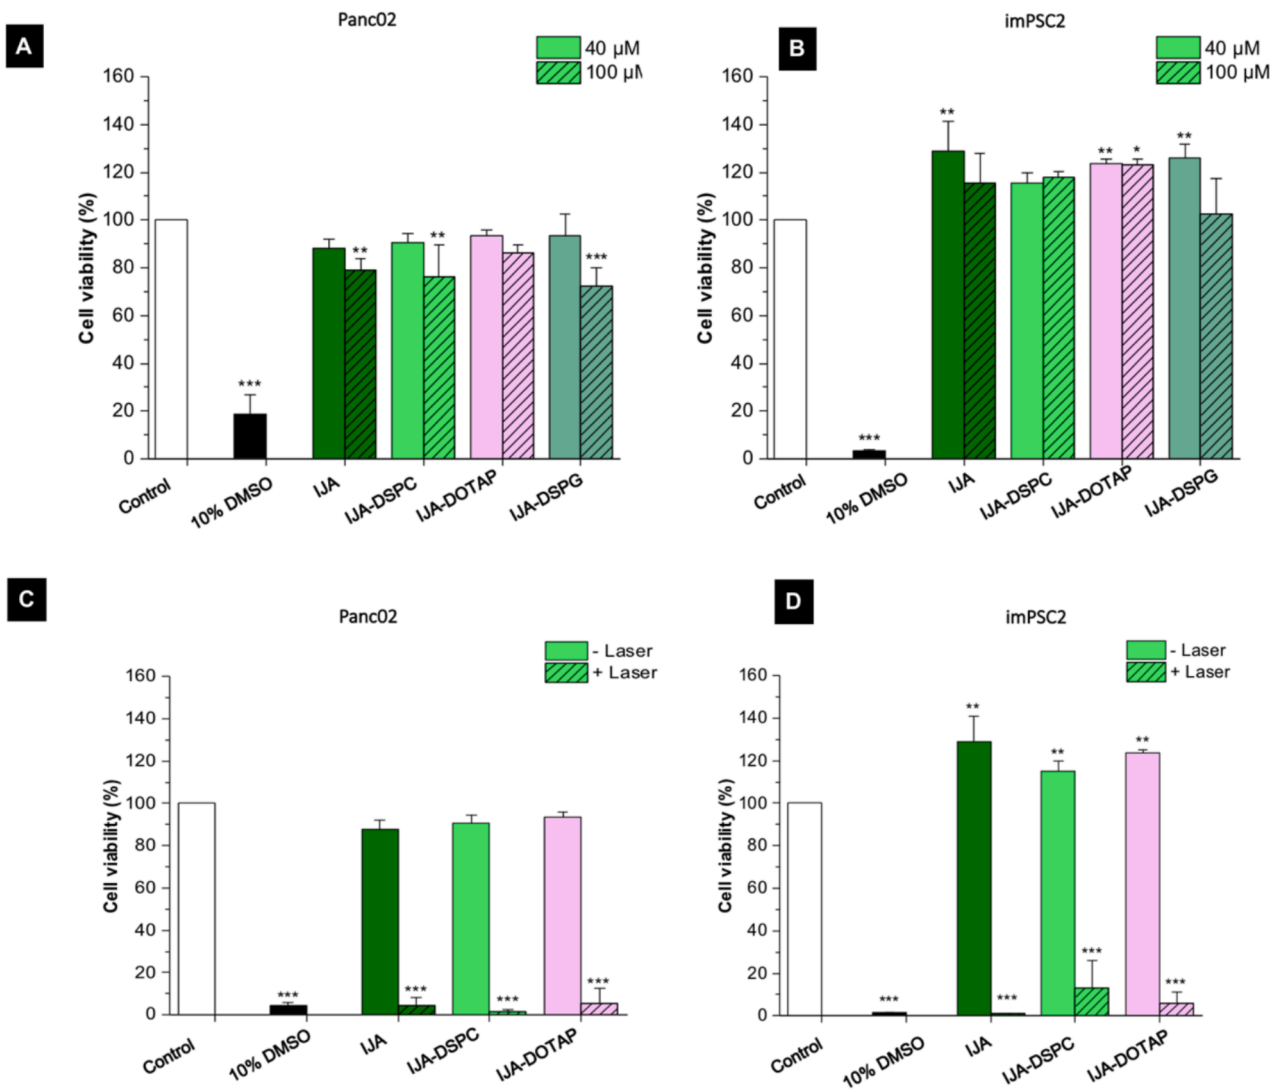 A
Panc02
40 µM
100 µM
Cell viability (%)
160
140
120
100
80
60
40
20
0
***
**
**
***
Control
10% DMSO
IJA
IJA-DSPC
IJA-DOTAP
IJA-DSPG
B
imPSC2
40 µM
100 µM
Cell viability (%)
160
140
120
100
80
60
40
20
0
***
**
**
*
**
Control
10% DMSO
IJA
IJA-DSPC
IJA-DOTAP
IJA-DSPG
C
Panc02
- Laser
+ Laser
Cell viability (%)
160
140
120
100
80
60
40
20
0
***
***
***
***
Control
10% DMSO
IJA
IJA-DSPC
IJA-DOTAP
D
imPSC2
- Laser
+ Laser
Cell viability (%)
160
140
120
100
80
60
40
20
0
***
**
***
**
***
**
***
Control
10% DMSO
IJA
IJA-DSPC
IJA-DOTAP